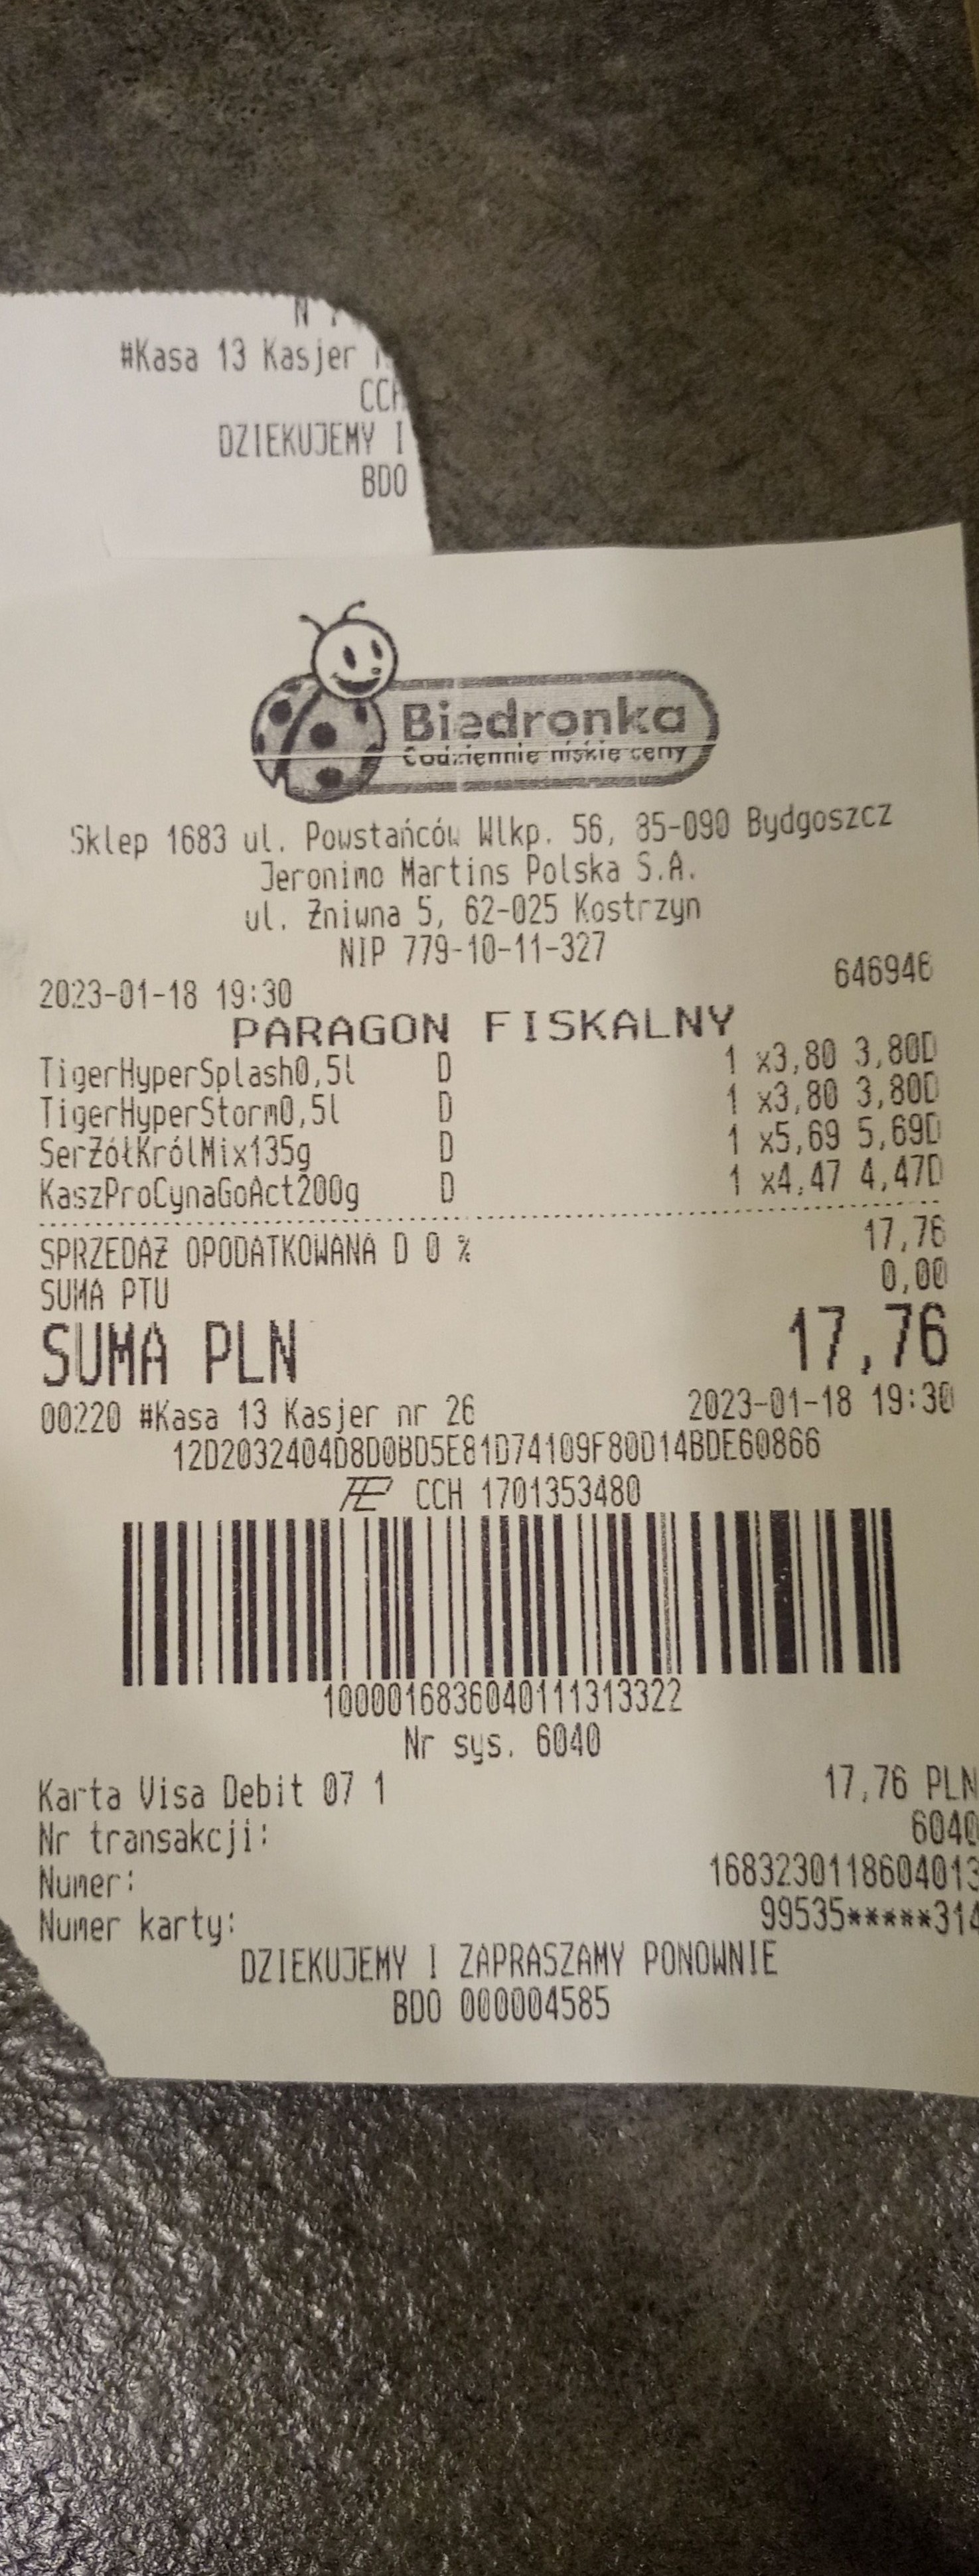 #Kasa 13 Kasjer
CCH
DZIEKUJEMY I
BDO
Biedronka
Codziennie niskie ceny
Sklep 1683 ul. Powstańców Wlkp. 56, 85-090 Bydgoszcz
Jeronimo Martins Polska S.A.
ul. Żniwna 5, 62-025 Kostrzyn
NIP 779-10-11-327
2023-01-18 19:30 646946
PARAGON FISKALNY
TigerHyperSplash0,5l D 1 x3,80 3,80D
TigerHyperStorm0,5l D 1 x3,80 3,80D
SerŻółKrólMix135g D 1 x5,69 5,69D
KaszProCynaGoAct200g D 1 x4,47 4,47D
SPRZEDAŻ OPODATKOWANA D 0 % 17,76
SUMA PTU 0,00
SUMA PLN 17,76
00220 #Kasa 13 Kasjer nr 26 2023-01-18 19:30
12D2032404D8D0BD5E81D74109F80D14BDE60866
CCH 1701353480
1000016836040111313322
Nr sys. 6040
Karta Visa Debit 07 1 17,76 PLN
Nr transakcji: 6040
Numer: 1683230118604013
Numer karty: 99535*****314
DZIEKUJEMY I ZAPRASZAMY PONOWNIE
BDO 000004585